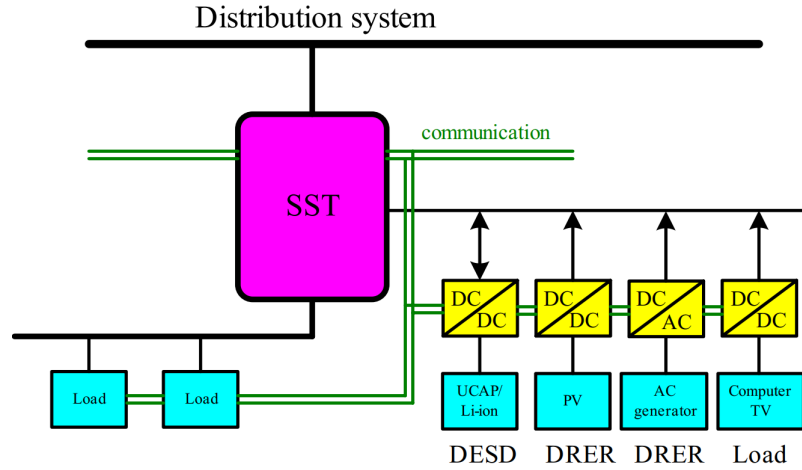 Distribution system
communication
SST
DC
DC
DC
DC
DC
AC
DC
DC
Load
Load
UCAP/
Li-ion
PV
AC
generator
Computer
TV
DESD
DRER
DRER
Load